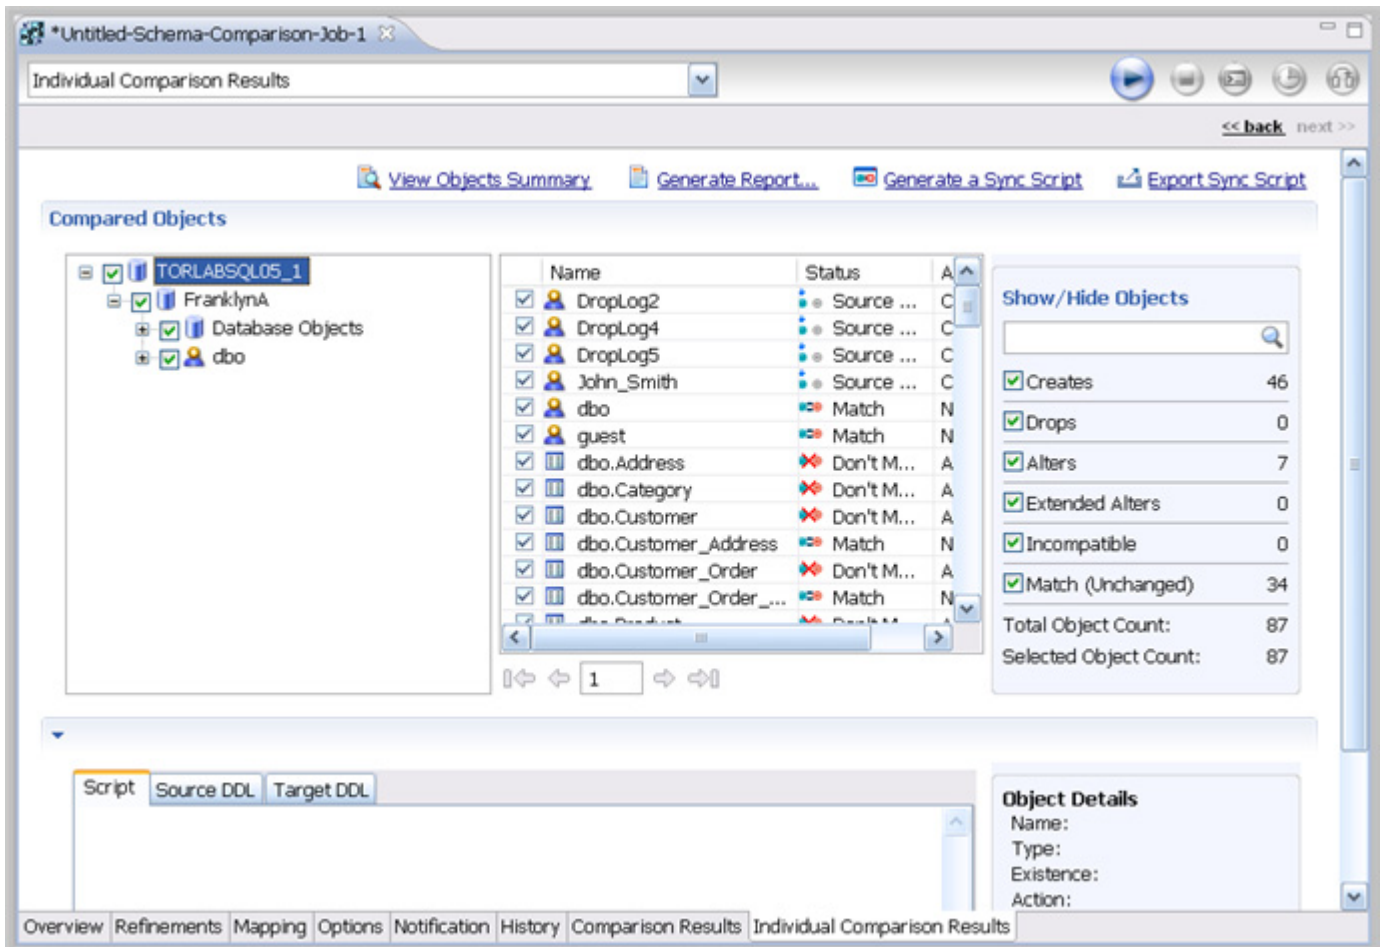 *Untitled-Schema-Comparison-Job-1
Individual Comparison Results
<< back next >>
View Objects Summary Generate Report... Generate a Sync Script Export Sync Script
Compared Objects
TORLABSQL05_1
FranklynA
Database Objects
dbo
Name Status A
DropLog2 Source ... C
DropLog4 Source ... C
DropLog5 Source ... C
John_Smith Source ... C
dbo Match N
guest Match N
dbo.Address Don't M... A
dbo.Category Don't M... A
dbo.Customer Don't M... A
dbo.Customer_Address Match N
dbo.Customer_Order Don't M... A
dbo.Customer_Order_... Match N
dbo.Product Don't M...
1
Show/Hide Objects
Creates 46
Drops 0
Alters 7
Extended Alters 0
Incompatible 0
Match (Unchanged) 34
Total Object Count: 87
Selected Object Count: 87
Script Source DDL Target DDL
Object Details
Name:
Type:
Existence:
Action:
Overview Refinements Mapping Options Notification History Comparison Results Individual Comparison Results